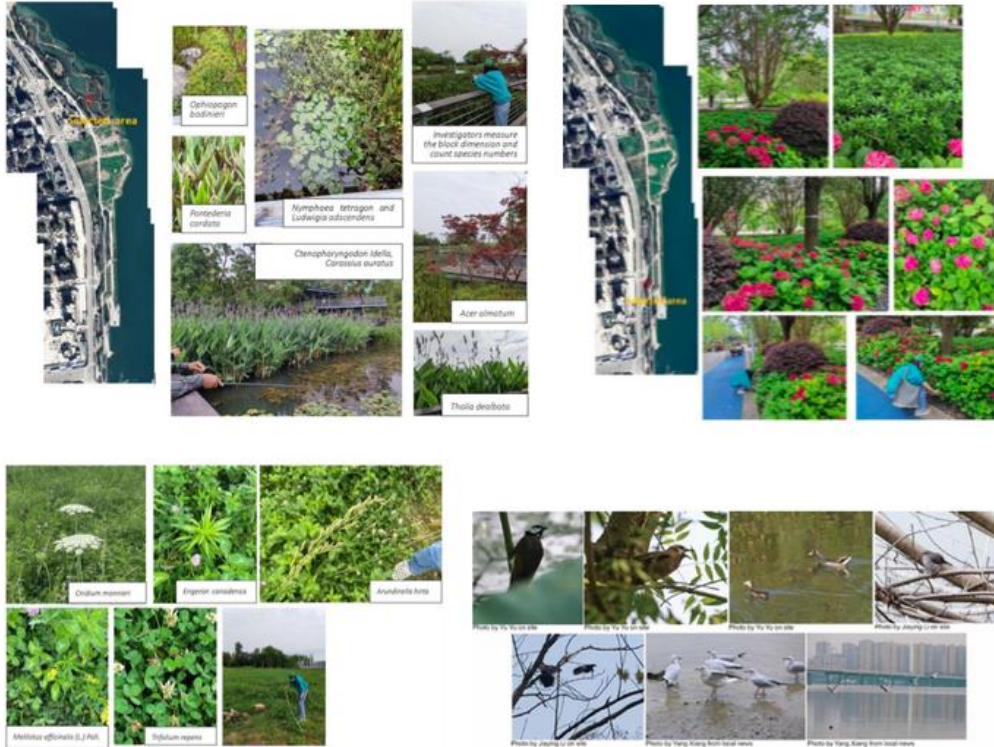 Selected area
Ophiopogon
bodinieri
Pontederia
cordata
Nymphaea tetragon and
Ludwigia adscendens
Investigators measure
the block dimension and
count species numbers
Ctenopharyngodon Idella,
Carassius auratus
Acer almatum
Thalia dealbata
area
Cnidium monnieri
Erigeron canadensis
Arundinella hirta
Melilotus officinalis (L.) Pall.
Trifolium repens
Photo by Yu Yu on site
Photo by Yu Yu on site
Photo by Yu Yu on site
Photo by Jiaying Li on site
Photo by Jiaying Li on site
Photo by Yang Xiang from local news
Photo by Yang Xiang from local news